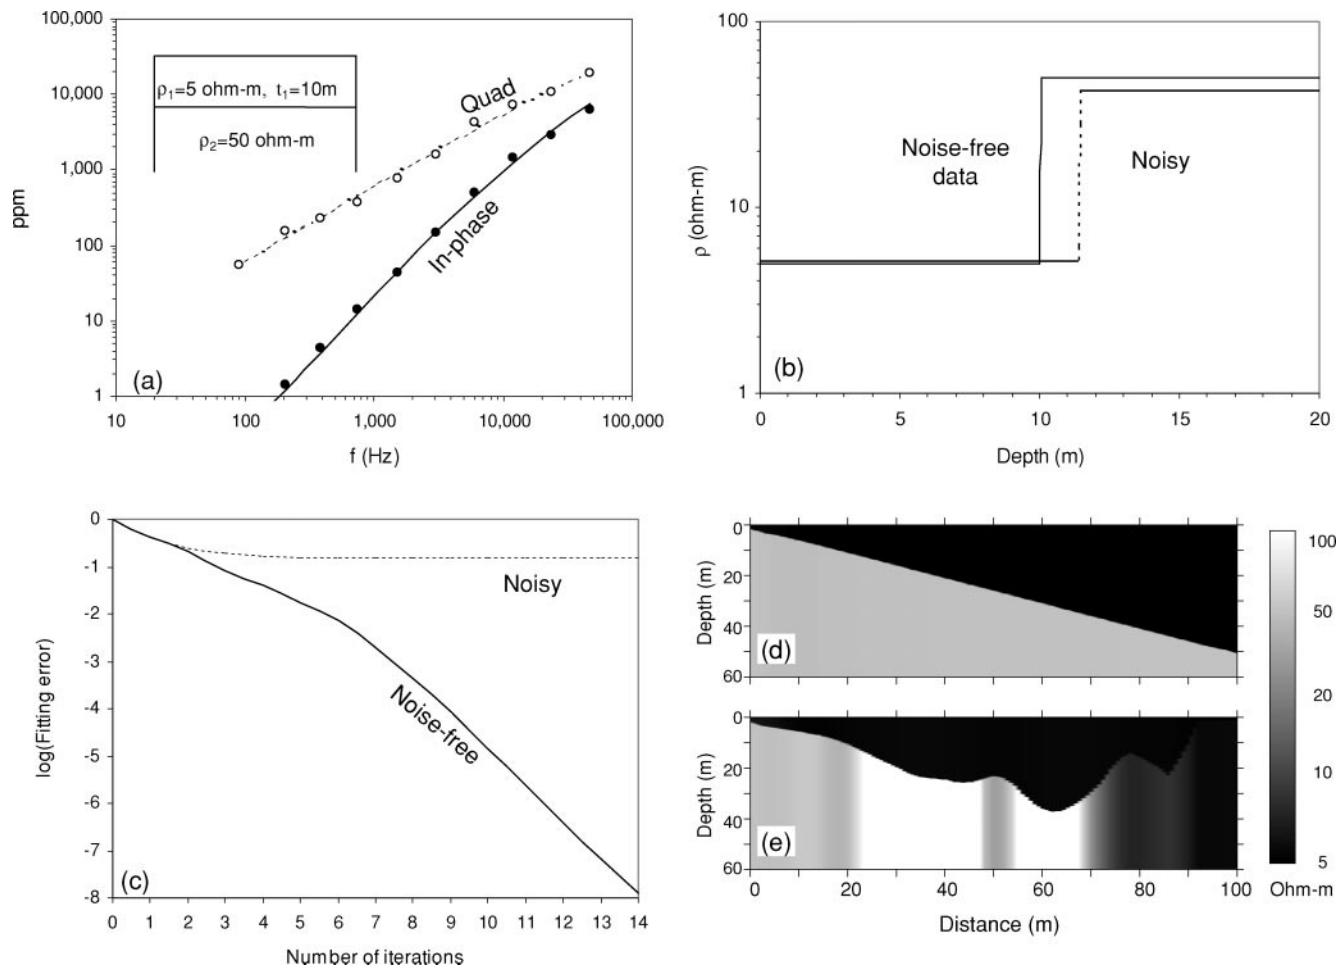 100,000
10,000
1,000
100
10
1
ppm
ρ1=5 ohm-m, t1=10m
ρ2=50 ohm-m
Quad
In-phase
(a)
10
100
1,000
10,000
100,000
f (Hz)
100
10
1
ρ (ohm-m)
Noise-free
data
Noisy
(b)
0
5
10
15
20
Depth (m)
0
-1
-2
-3
-4
-5
-6
-7
-8
log(Fitting error)
Noisy
Noise-free
(c)
0 1 2 3 4 5 6 7 8 9 10 11 12 13 14
Number of iterations
0
20
40
60
Depth (m)
(d)
0
20
40
60
Depth (m)
(e)
0
20
40
60
80
100
Distance (m)
100
50
20
10
5
Ohm-m